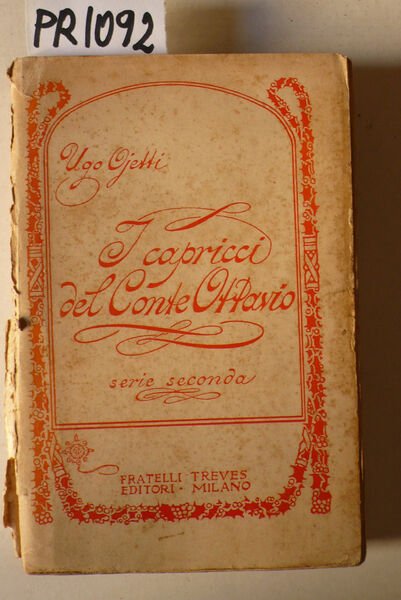 PR1092
Ugo Ojetti
I capricci
del Conte Ottavio
serie seconda
FRATELLI TREVES
EDITORI - MILANO